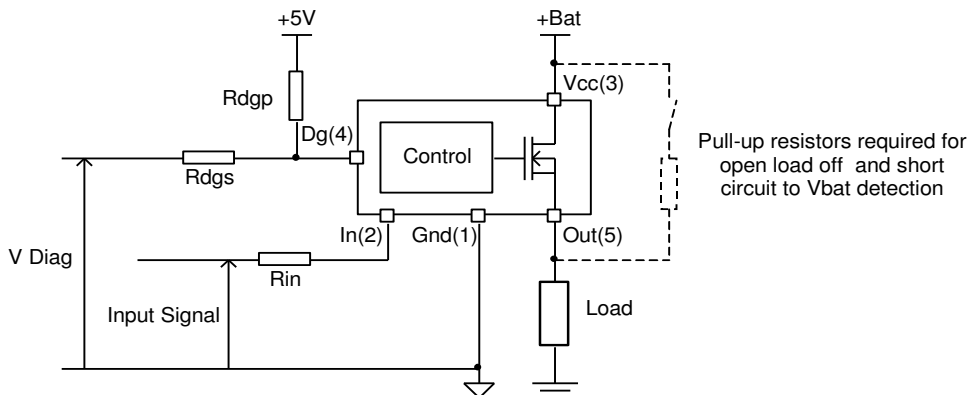 +5V
+Bat
Vcc(3)
Rdgp
Dg(4)
Control
Pull-up resistors required for
open load off and short
circuit to Vbat detection
Rdgs
In(2)
Gnd(1)
Out(5)
V Diag
Rin
Input Signal
Load